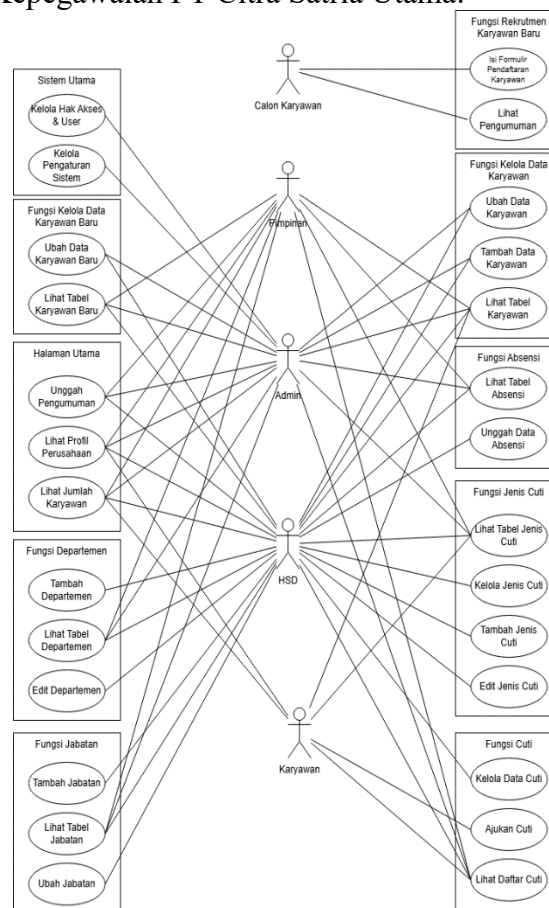 Kepegawaian PT Citra Satria Utama.
Sistem Utama
Kelola Hak Akses
& User
Kelola
Pengaturan
Sistem
Fungsi Kelola Data
Karyawan Baru
Ubah Data
Karyawan Baru
Lihat Tabel
Karyawan Baru
Halaman Utama
Unggah
Pengumuman
Lihat Profil
Perusahaan
Lihat Jumlah
Karyawan
Fungsi Departemen
Tambah
Departemen
Lihat Tabel
Departemen
Edit Departemen
Fungsi Jabatan
Tambah Jabatan
Lihat Tabel
Jabatan
Ubah Jabatan
Calon Karyawan
Pimpinan
Admin
HSD
Karyawan
Fungsi Rekrutmen
Karyawan Baru
Isi Formulir
Pendaftaran
Karyawan
Lihat
Pengumuman
Fungsi Kelola Data
Karyawan
Ubah Data
Karyawan
Tambah Data
Karyawan
Lihat Tabel
Karyawan
Fungsi Absensi
Lihat Tabel
Absensi
Unggah Data
Absensi
Fungsi Jenis Cuti
Lihat Tabel Jenis
Cuti
Kelola Jenis Cuti
Tambah Jenis
Cuti
Edit Jenis Cuti
Fungsi Cuti
Kelola Data Cuti
Ajukan Cuti
Lihat Daftar Cuti